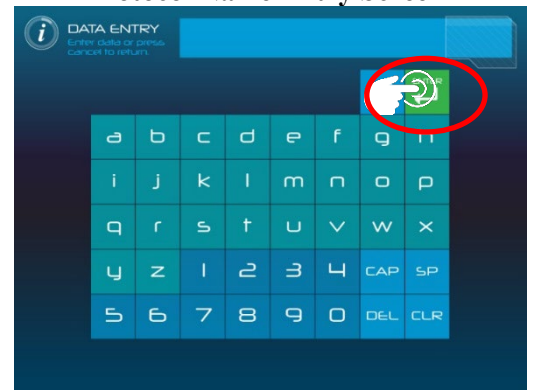 i
DATA ENTRY
Enter data or press
cancel to return.
ENTER
a b c d e f g
i j k l m n o p
q r s t u v w x
y z 1 2 3 4 CAP SP
5 6 7 8 9 0 DEL CLR